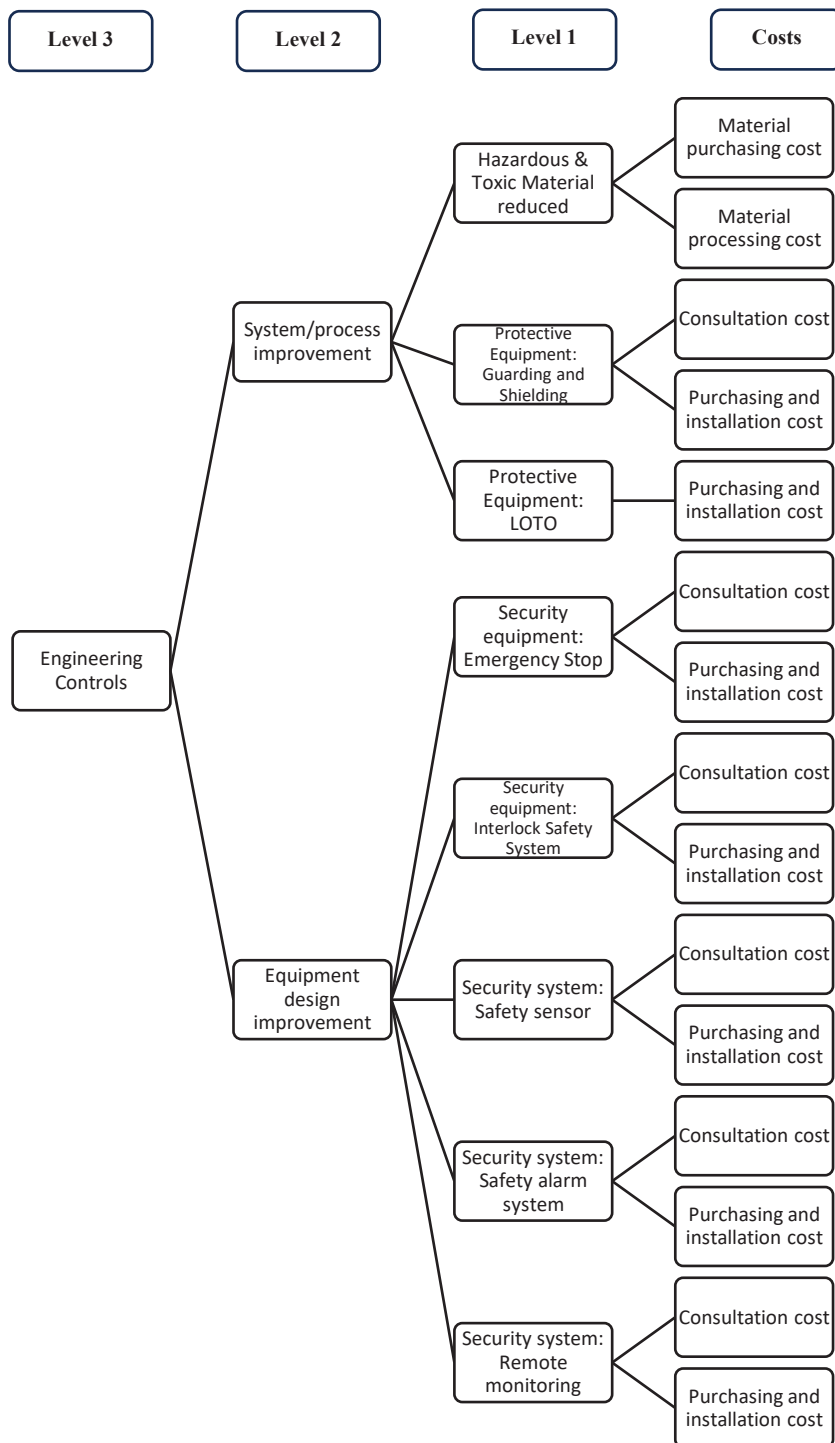 Level 3
Level 2
Level 1
Costs
Engineering
Controls
System/process
improvement
Hazardous &
Toxic Material
reduced
Material
purchasing cost
Material
processing cost
Protective
Equipment:
Guarding and
Shielding
Consultation cost
Purchasing and
installation cost
Protective
Equipment:
LOTO
Purchasing and
installation cost
Equipment
design
improvement
Security
equipment:
Emergency Stop
Consultation cost
Purchasing and
installation cost
Security
equipment:
Interlock Safety
System
Consultation cost
Purchasing and
installation cost
Security system:
Safety sensor
Consultation cost
Purchasing and
installation cost
Security system:
Safety alarm
system
Consultation cost
Purchasing and
installation cost
Security system:
Remote
monitoring
Consultation cost
Purchasing and
installation cost